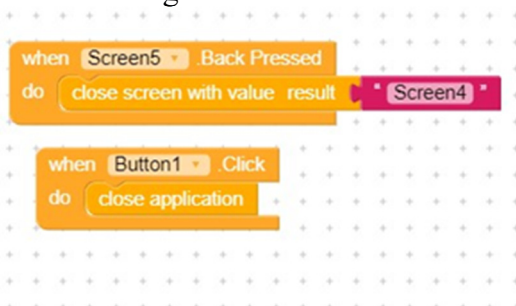 when Screen5 .Back Pressed
do close screen with value result " Screen4 "
when Button1 .Click
do close application